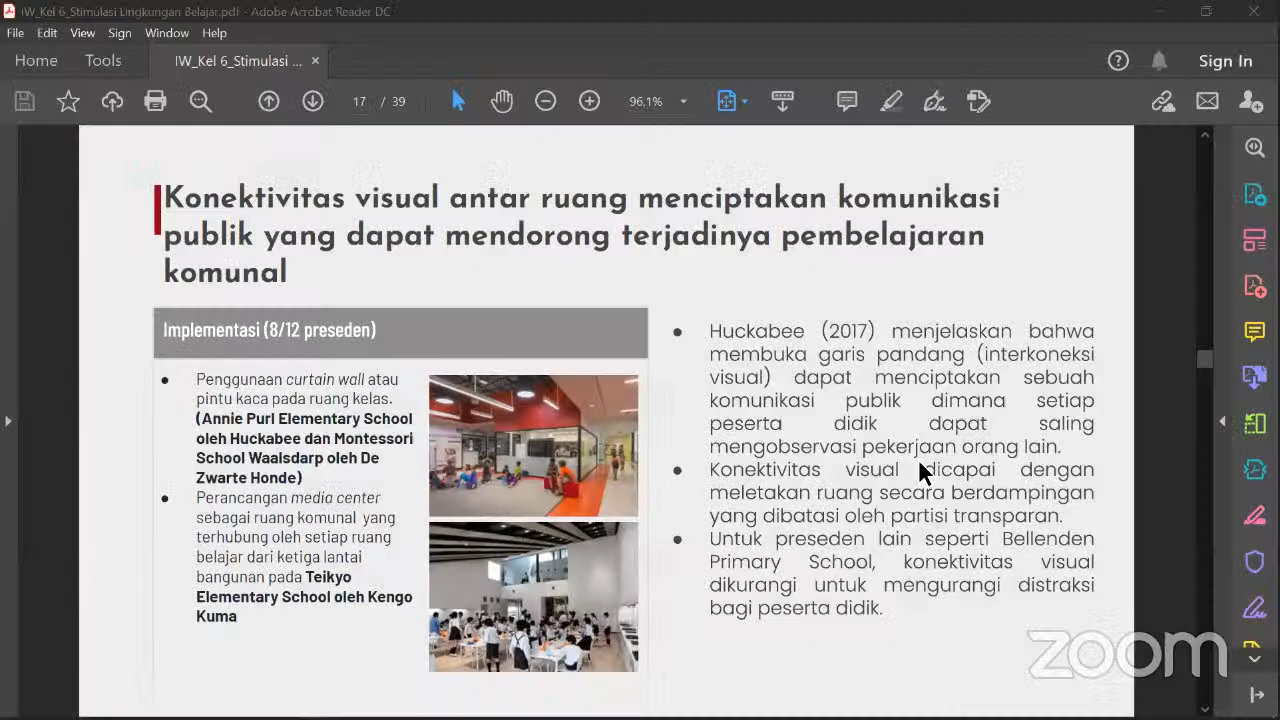 IW_Kel 6_Stimulasi Lingkungan Belajar.pdf - Adobe Acrobat Reader DC
File Edit View Sign Window Help
Home Tools IW_Kel 6_Stimulasi ... × Sign In
17 / 39 96,1%
Konektivitas visual antar ruang menciptakan komunikasi
publik yang dapat mendorong terjadinya pembelajaran
komunal
Implementasi (8/12 preseden)
● Penggunaan curtain wall atau
pintu kaca pada ruang kelas.
(Annie Purl Elementary School
oleh Huckabee dan Montessori
School Waalsdarp oleh De
Zwarte Honde)
● Perancangan media center
sebagai ruang komunal yang
terhubung oleh setiap ruang
belajar dari ketiga lantai
bangunan pada Teikyo
Elementary School oleh Kengo
Kuma
● Huckabee (2017) menjelaskan bahwa
membuka garis pandang (interkoneksi
visual) dapat menciptakan sebuah
komunikasi publik dimana setiap
peserta didik dapat saling
mengobservasi pekerjaan orang lain.
● Konektivitas visual dicapai dengan
meletakan ruang secara berdampingan
yang dibatasi oleh partisi transparan.
● Untuk preseden lain seperti Bellenden
Primary School, konektivitas visual
dikurangi untuk mengurangi distraksi
bagi peserta didik.
zoom